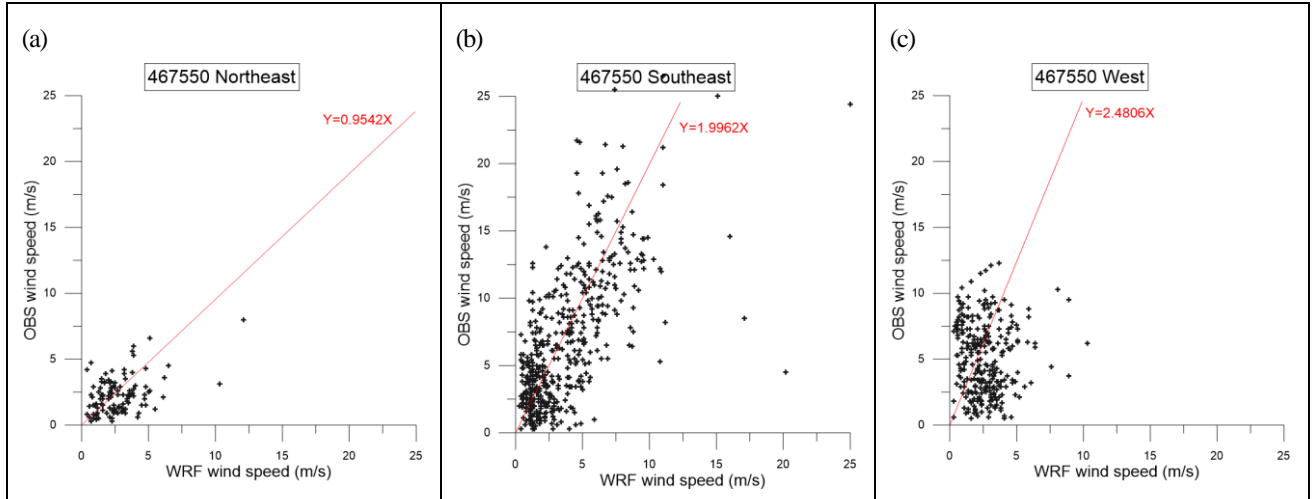 (a)
467550 Northeast
Y=0.9542X
25
20
15
10
5
0
OBS wind speed (m/s)
0 5 10 15 20 25
WRF wind speed (m/s)
(b)
467550 Southeast
Y=1.9962X
25
20
15
10
5
0
OBS wind speed (m/s)
0 5 10 15 20 25
WRF wind speed (m/s)
(c)
467550 West
Y=2.4806X
25
20
15
10
5
0
OBS wind speed (m/s)
0 5 10 15 20 25
WRF wind speed (m/s)